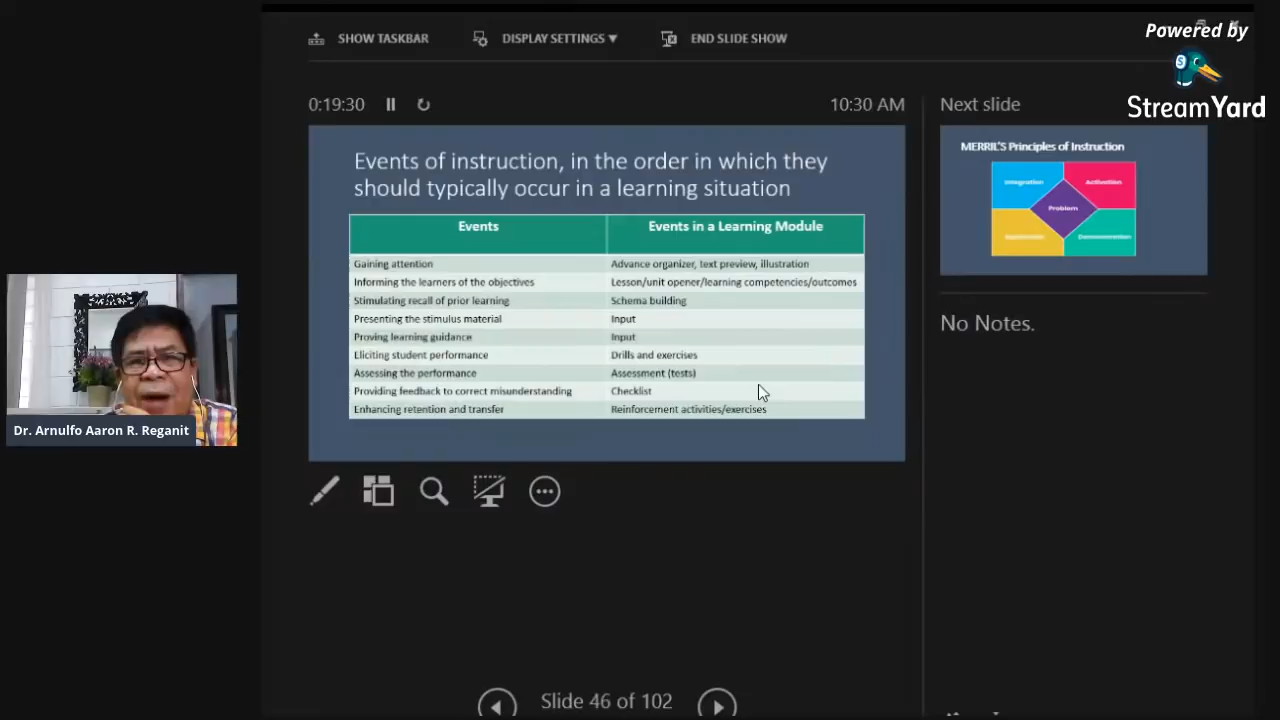 SHOW TASKBAR
DISPLAY SETTINGS ▼
END SLIDE SHOW
Powered by
StreamYard
0:19:30
10:30 AM
Next slide
Events of instruction, in the order in which they
should typically occur in a learning situation
Events Events in a Learning Module
Gaining attention Advance organizer, text preview, illustration
Informing the learners of the objectives Lesson/unit opener/learning competencies/outcomes
Stimulating recall of prior learning Schema building
Presenting the stimulus material Input
Proving learning guidance Input
Eliciting student performance Drills and exercises
Assessing the performance Assessment (tests)
Providing feedback to correct misunderstanding Checklist
Enhancing retention and transfer Reinforcement activities/exercises
MERRIL'S Principles of Instruction
Integration
Activation
Problem
Demonstration
No Notes.
Dr. Arnulfo Aaron R. Reganit
Slide 46 of 102